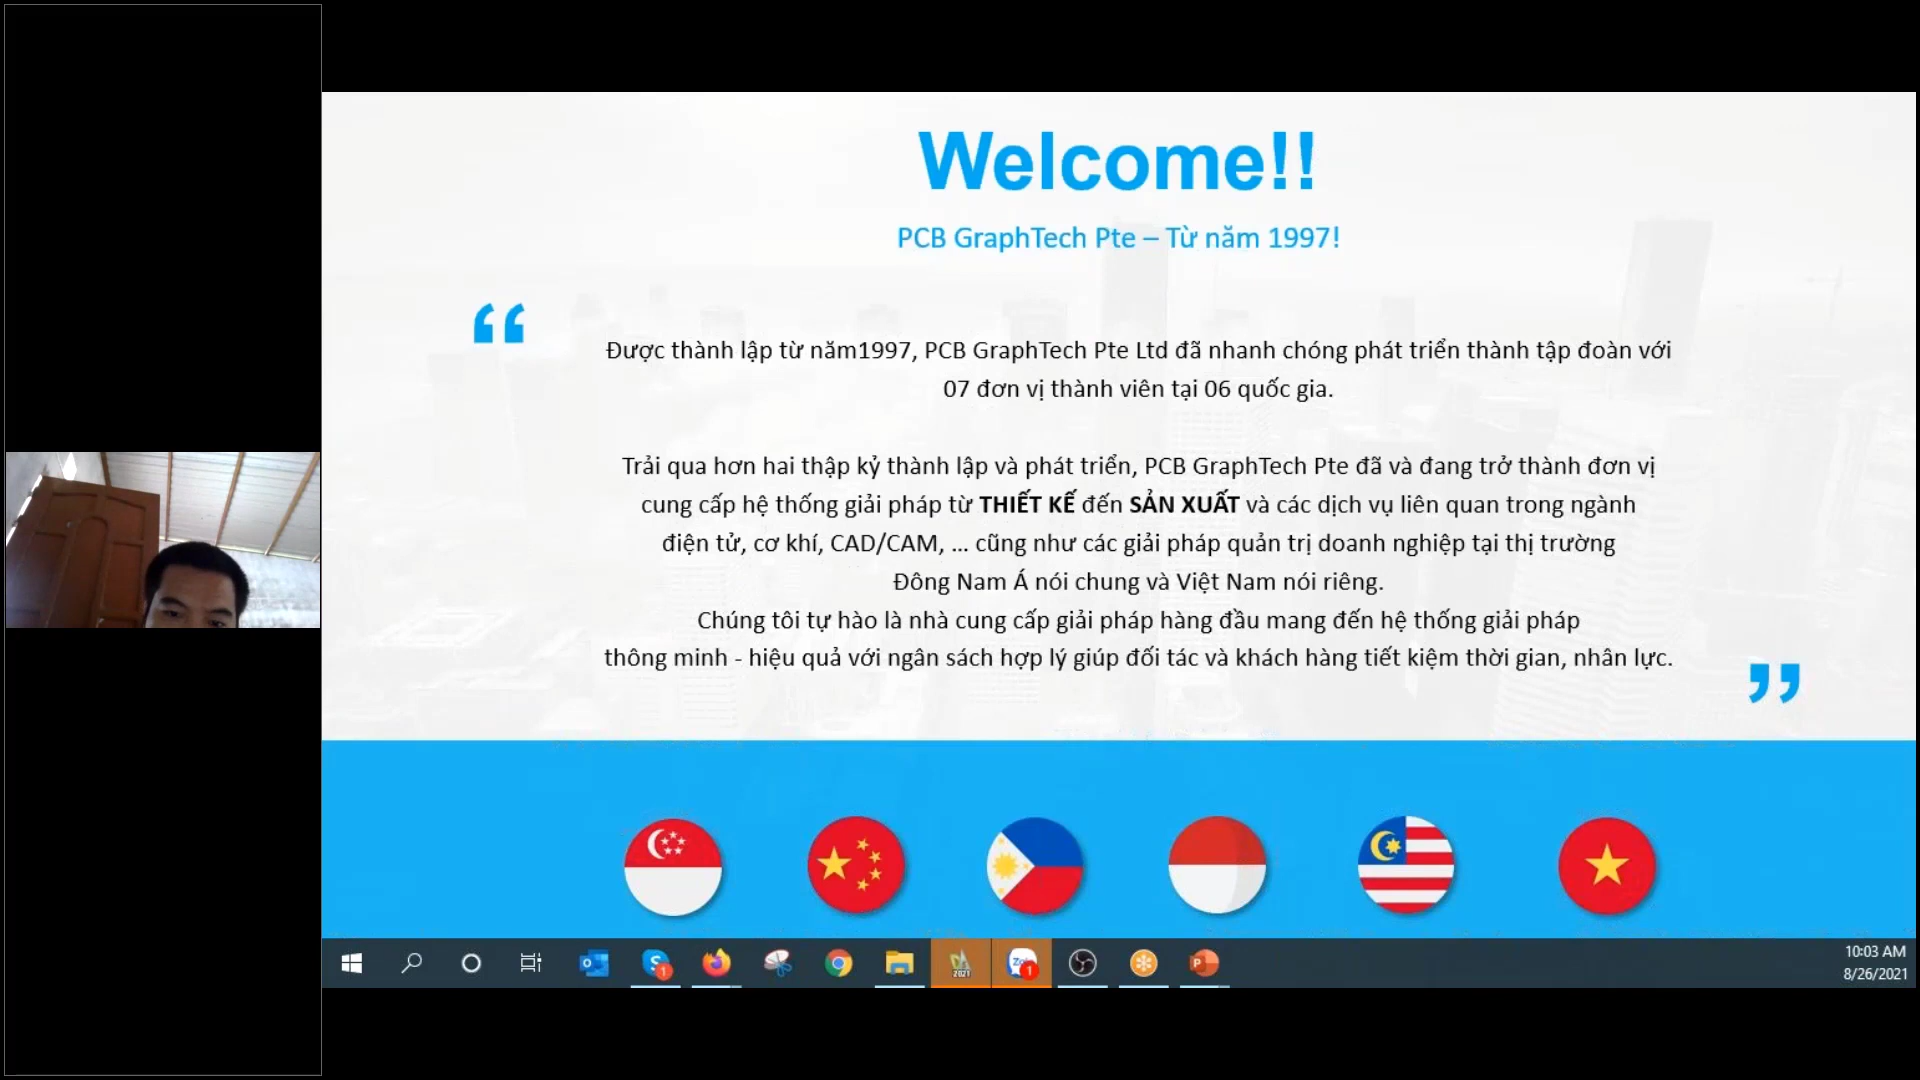 Welcome!!
PCB GraphTech Pte – Từ năm 1997!
“
Được thành lập từ năm1997, PCB GraphTech Pte Ltd đã nhanh chóng phát triển thành tập đoàn với
07 đơn vị thành viên tại 06 quốc gia.
Trải qua hơn hai thập kỷ thành lập và phát triển, PCB GraphTech Pte đã và đang trở thành đơn vị
cung cấp hệ thống giải pháp từ THIẾT KẾ đến SẢN XUẤT và các dịch vụ liên quan trong ngành
điện tử, cơ khí, CAD/CAM, ... cũng như các giải pháp quản trị doanh nghiệp tại thị trường
Đông Nam Á nói chung và Việt Nam nói riêng.
Chúng tôi tự hào là nhà cung cấp giải pháp hàng đầu mang đến hệ thống giải pháp
thông minh - hiệu quả với ngân sách hợp lý giúp đối tác và khách hàng tiết kiệm thời gian, nhân lực.
”
2021
1
1
10:03 AM
8/26/2021